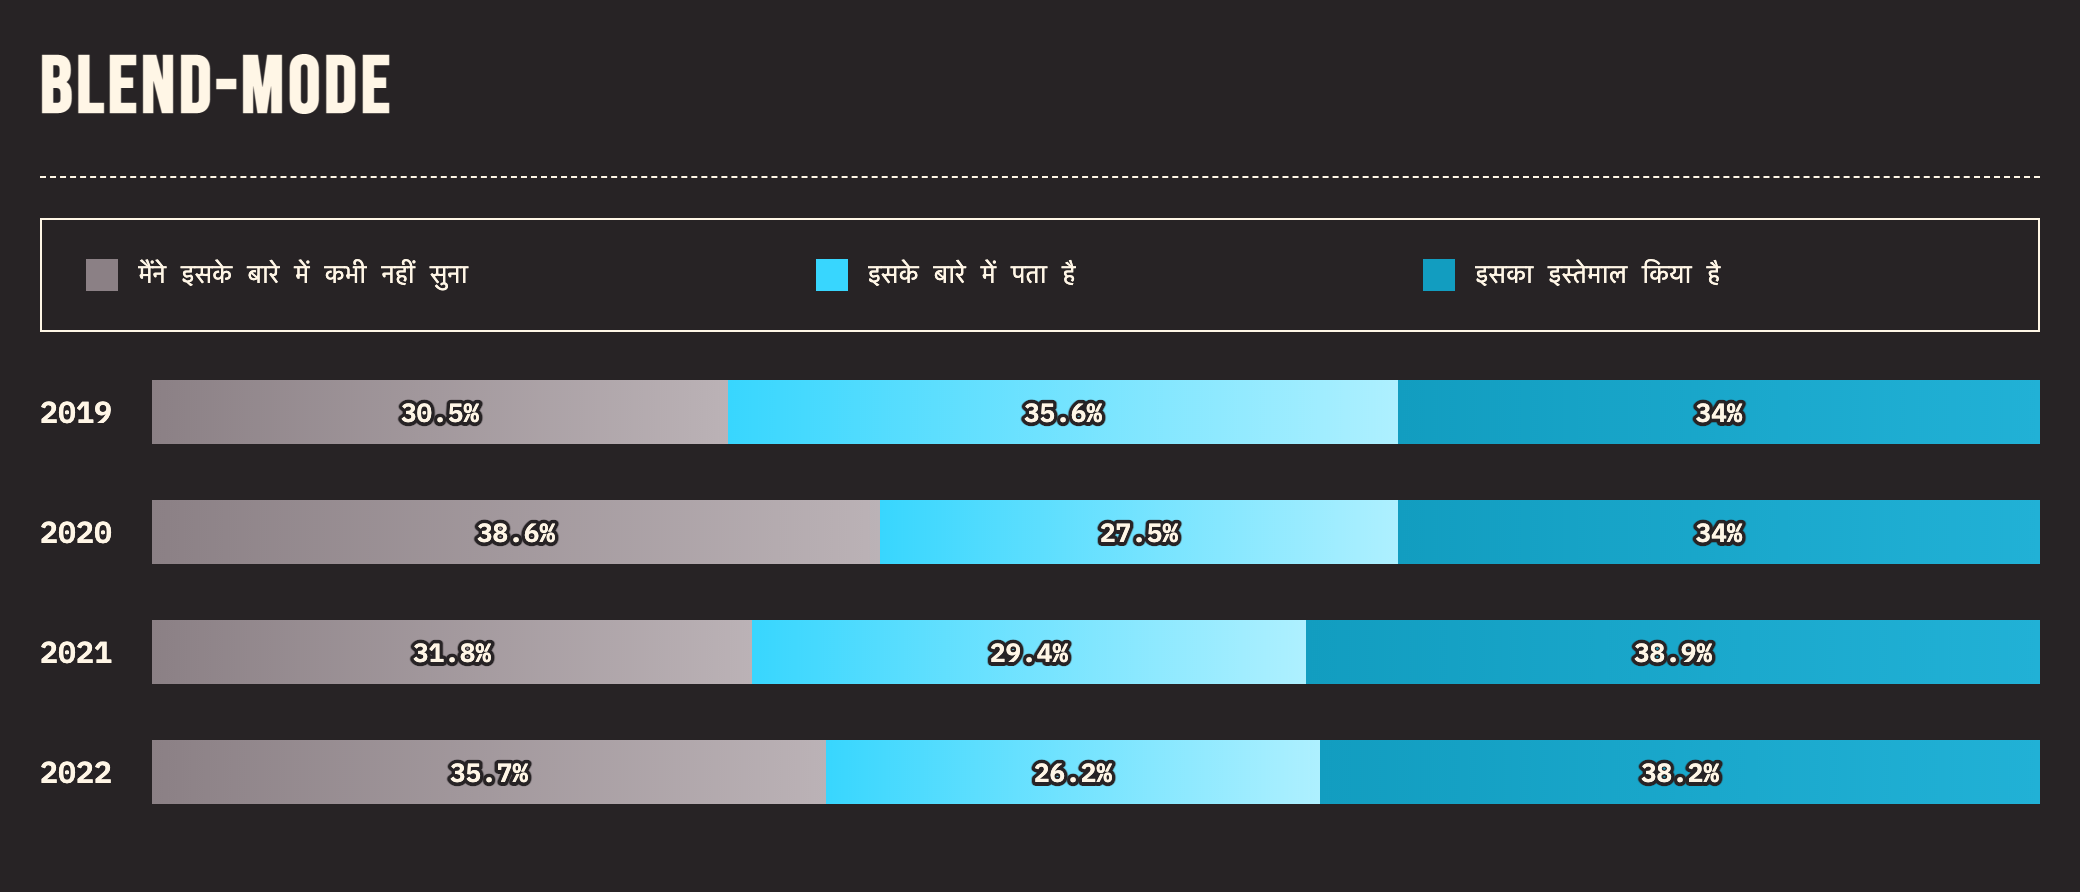 BLEND-MODE
मैंने इसके बारे में कभी नहीं सुना इसके बारे में पता है इसका इस्तेमाल किया है
2019 30.5% 35.6% 34%
2020 38.6% 27.5% 34%
2021 31.8% 29.4% 38.9%
2022 35.7% 26.2% 38.2%